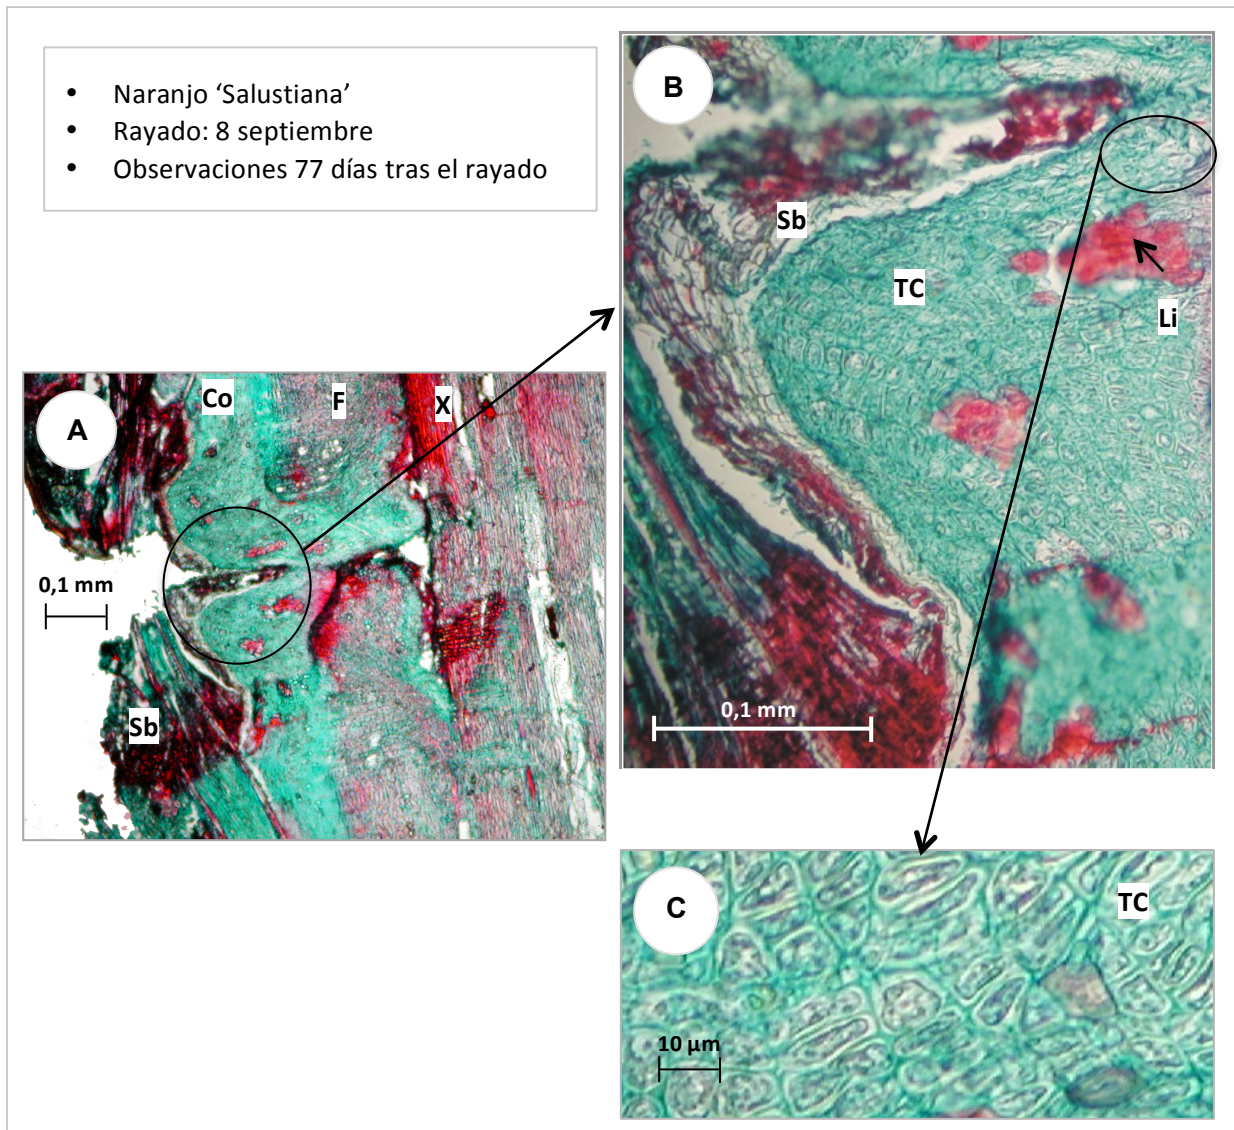 • Naranjo ‘Salustiana’
• Rayado: 8 septiembre
• Observaciones 77 días tras el rayado
A
Co
F
X
0,1 mm
Sb
B
Sb
TC
Li
0,1 mm
C
TC
10 µm